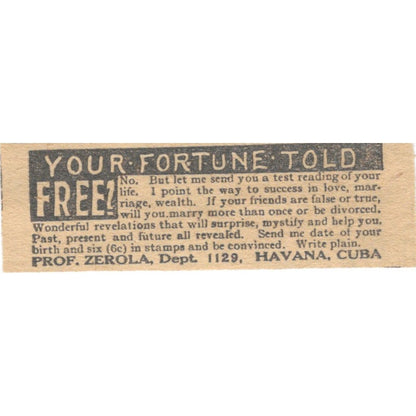 YOUR·FORTUNE·TOLD
FREE? No. But let me send you a test reading of your
life. I point the way to success in love, mar-
riage, wealth. If your friends are false or true,
will you marry more than once or be divorced.
Wonderful revelations that will surprise, mystify and help you.
Past, present and future all revealed. Send me date of your
birth and six (6c) in stamps and be convinced. Write plain.
PROF. ZEROLA, Dept. 1129, HAVANA, CUBA